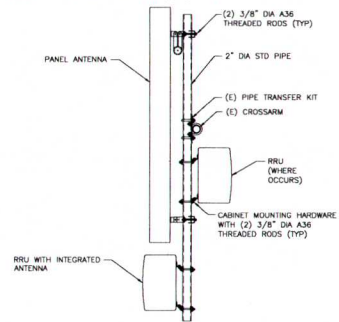 (2) 3/8" DIA A36
THREADED RODS (TYP)
PANEL ANTENNA
2" DIA STD PIPE
(E) PIPE TRANSFER KIT
(E) CROSSARM
RRU
(WHERE
OCCURS)
CABINET MOUNTING HARDWARE
WITH (2) 3/8" DIA A36
THREADED RODS (TYP)
RRU WITH INTEGRATED
ANTENNA